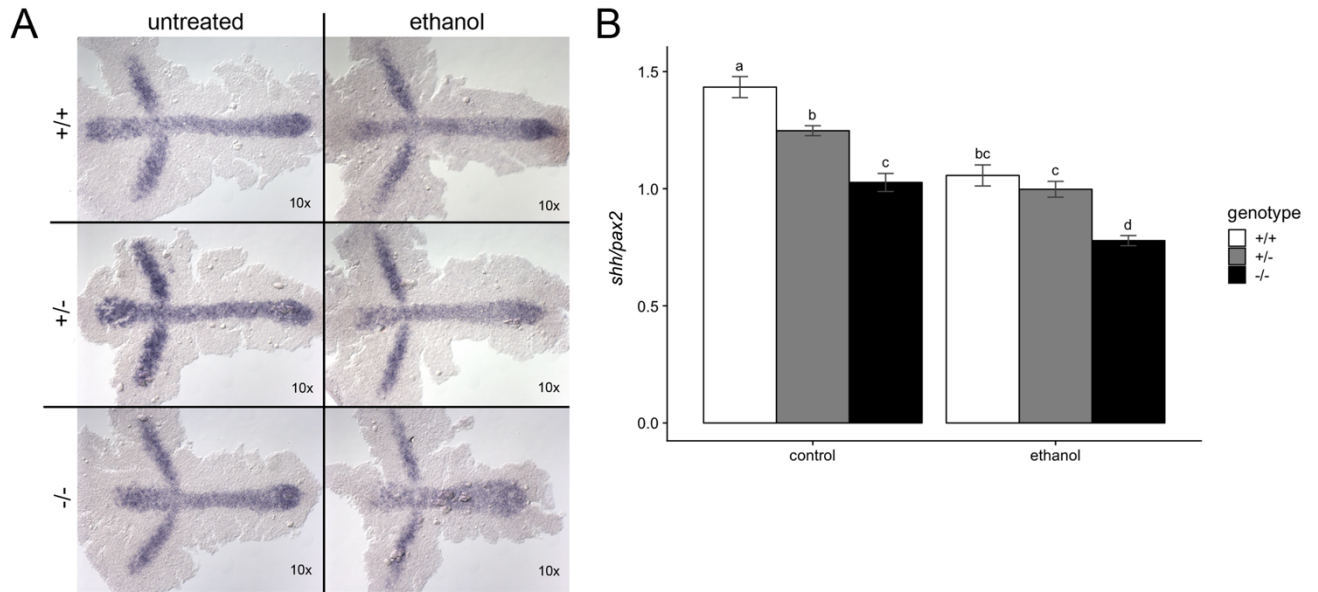 A
untreated
ethanol
+/+
10x
10x
+/-
10x
10x
-/-
10x
10x
B
shh/pax2
1.5
1.0
0.5
0.0
a
b
c
bc
c
d
control
ethanol
genotype
+/+
+/-
-/-